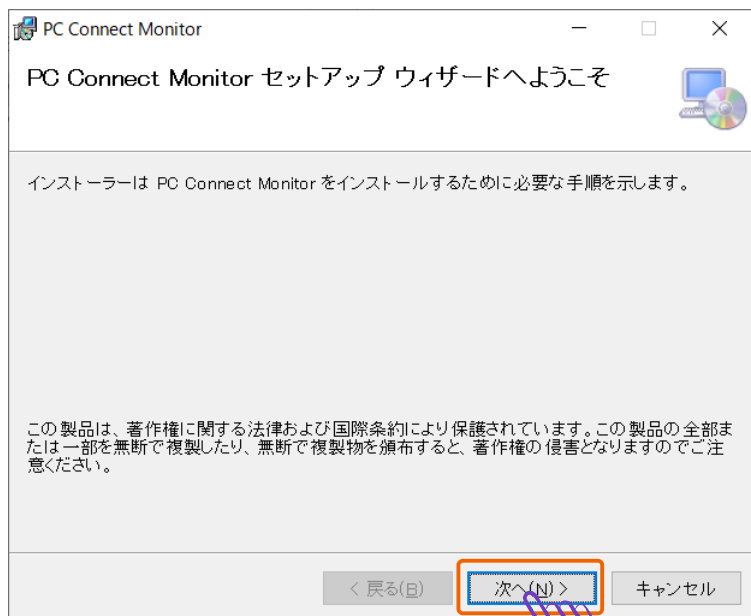 PC Connect Monitor
PC Connect Monitor セットアップ ウィザードへようこそ
インストーラーは PC Connect Monitor をインストールするために必要な手順を示します。
この製品は、著作権に関する法律および国際条約により保護されています。この製品の全部ま
たは一部を無断で複製したり、無断で複製物を頒布すると、著作権の侵害となりますのでご注
意ください。
< 戻る(B)
次へ(N) >
キャンセル